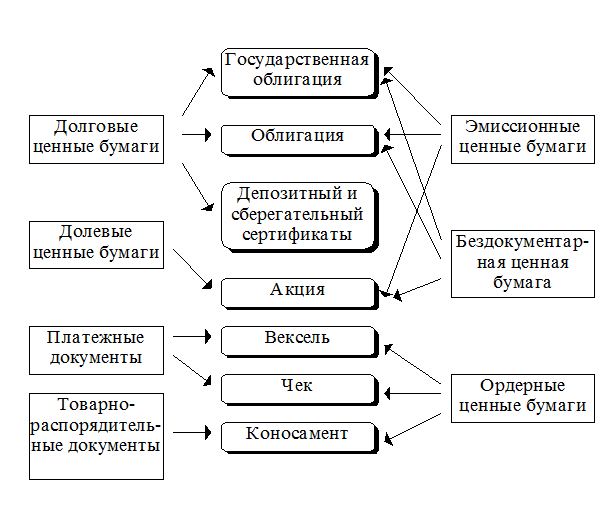 Государственная
облигация
Долговые
ценные бумаги
Облигация
Эмиссионные
ценные бумаги
Депозитный и
сберегательный
сертификаты
Долевые
ценные бумаги
Бездокументар-
ная ценная
бумага
Акция
Платежные
документы
Вексель
Чек
Ордерные
ценные бумаги
Товарно-
распорядитель-
ные документы
Коносамент